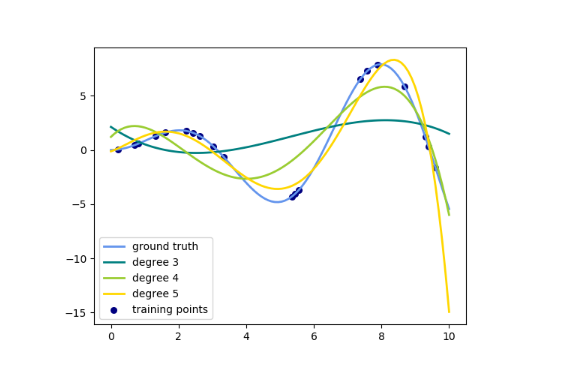 5
0
−5
−10
−15
ground truth
degree 3
degree 4
degree 5
training points
0 2 4 6 8 10